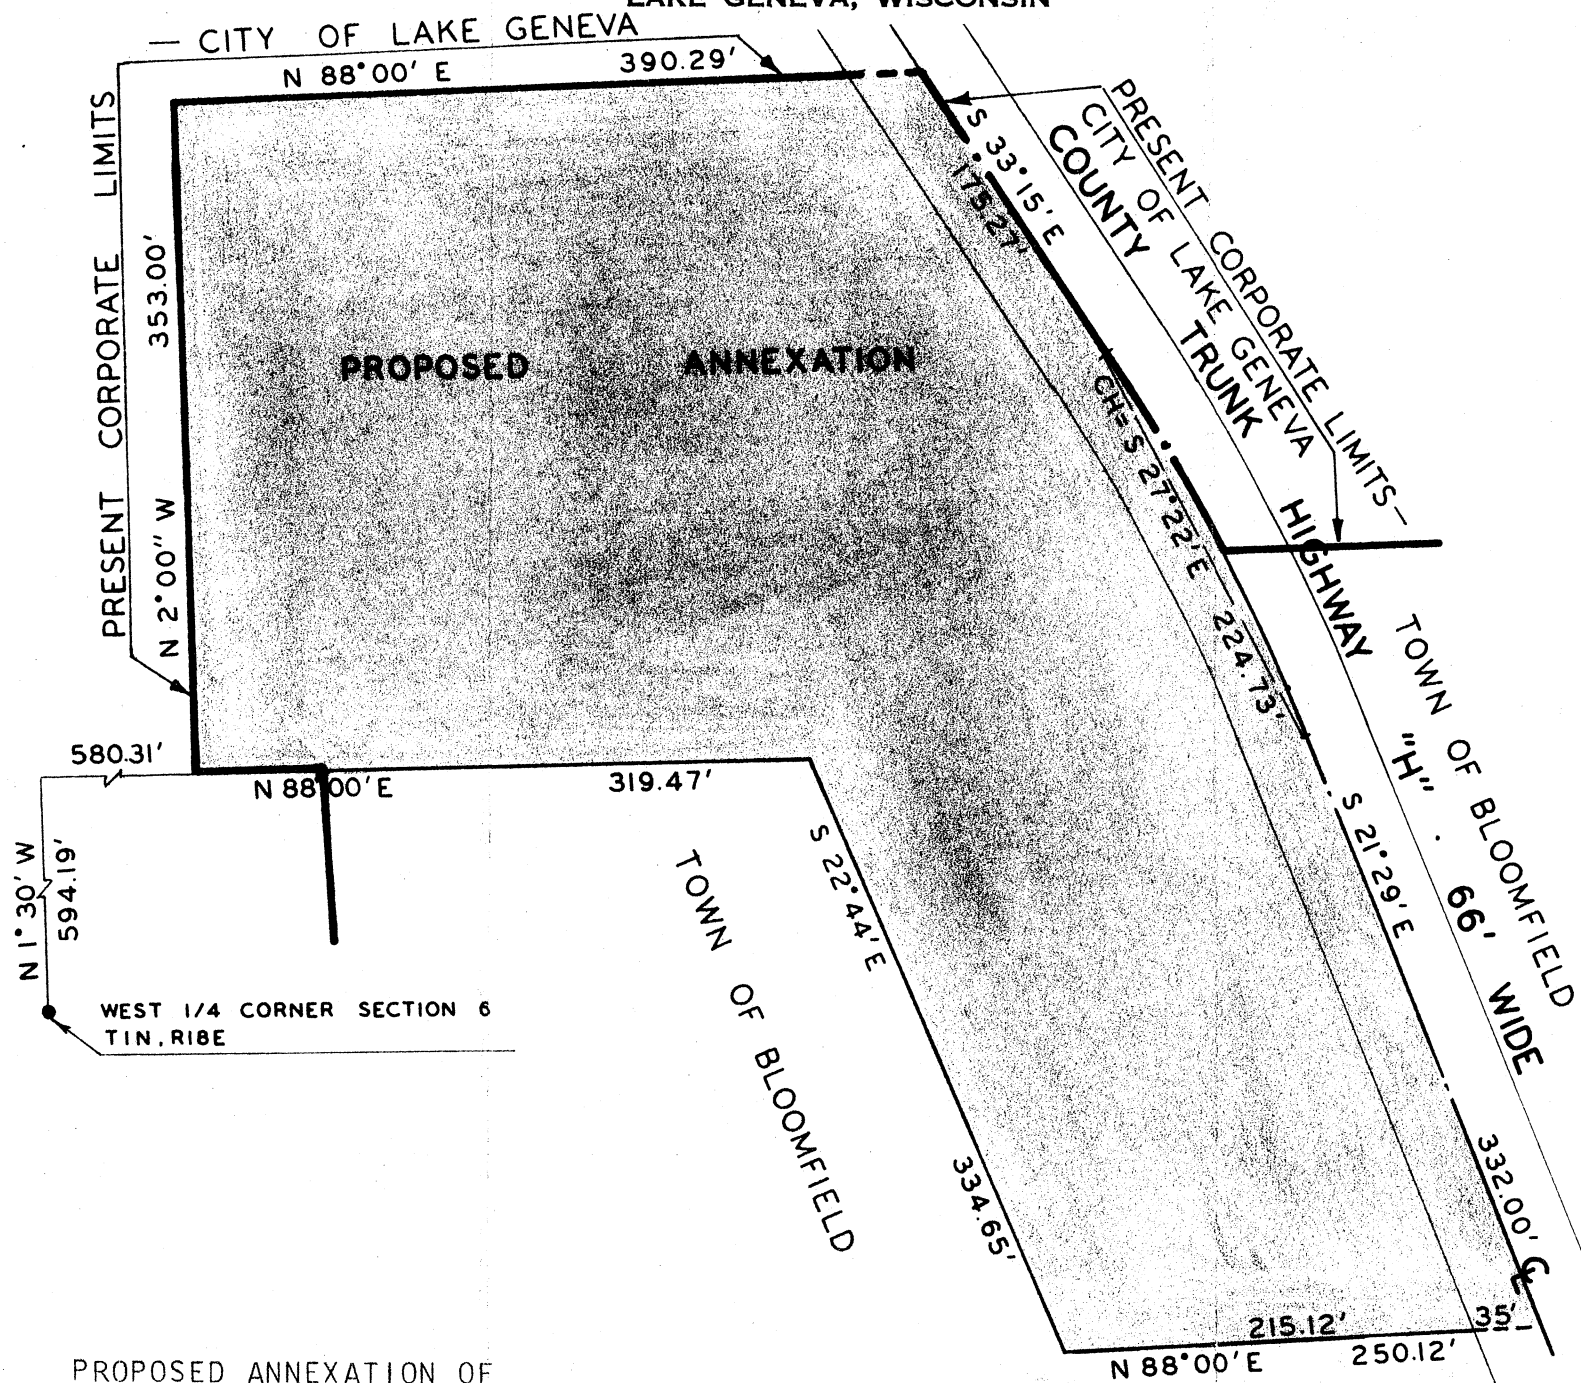 LAKE GENEVA, WISCONSIN
— CITY OF LAKE GENEVA
N 88°00' E 390.29'
PRESENT CORPORATE LIMITS
353.00'
N 2°00" W
PROPOSED ANNEXATION
S 33°15'E
175.27'
PRESENT CORPORATE LIMITS—
CITY OF LAKE GENEVA
COUNTY TRUNK HIGHWAY "H" . 66' WIDE
CH= S 27°22'E 224.73'
TOWN OF BLOOMFIELD
S 21°29'E
332.00'
℄
580.31'
N 88°00'E 319.47'
N 1°30' W
594.19'
WEST 1/4 CORNER SECTION 6
T1N, R18E
S 22°44'E
334.65'
TOWN OF BLOOMFIELD
215.12' 35'
N 88°00'E 250.12'
PROPOSED ANNEXATION OF